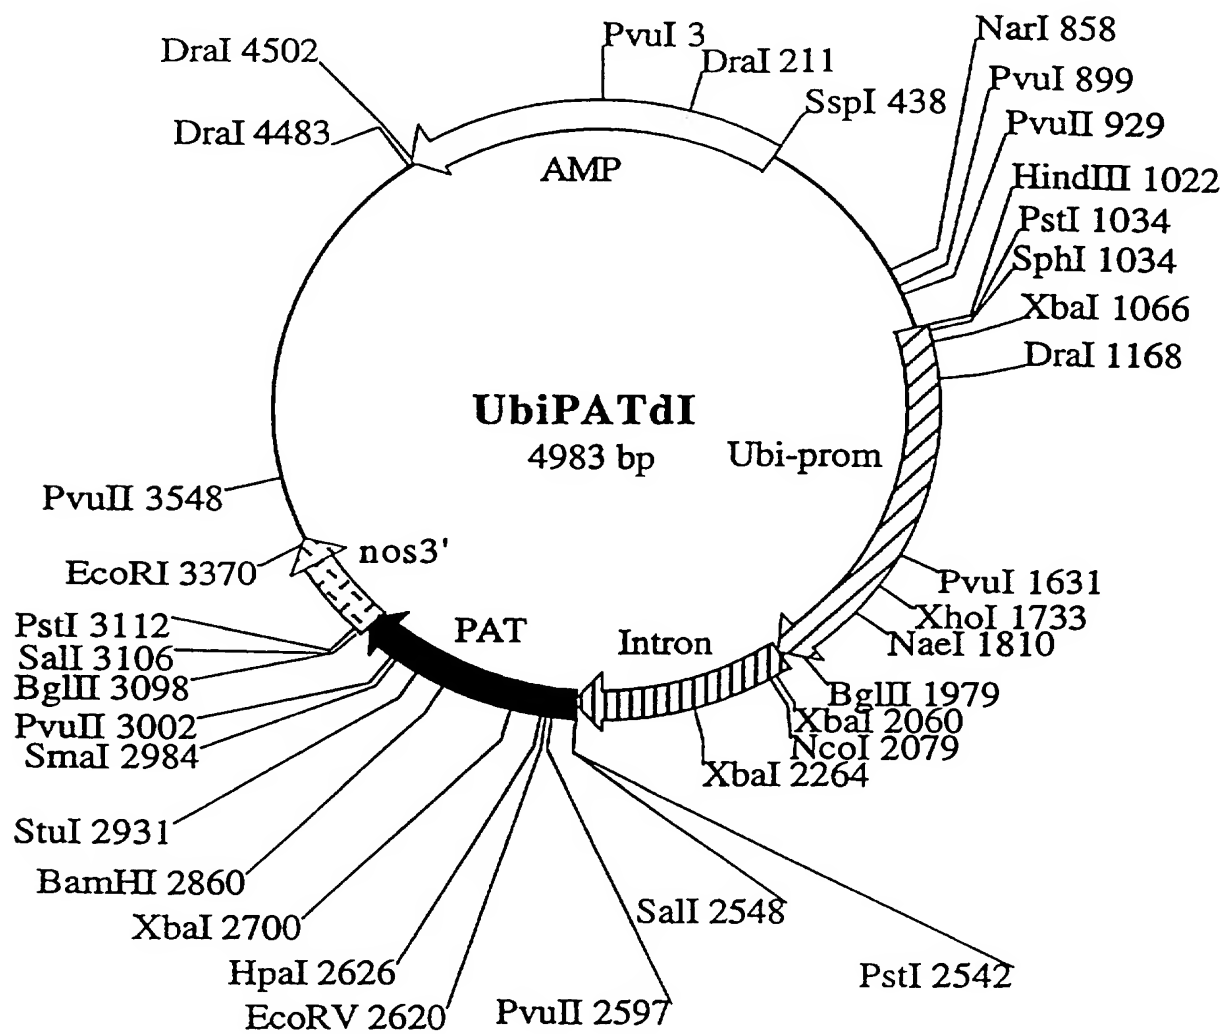 DraI 4502
DraI 4483
PvuI 3
DraI 211
SspI 438
NarI 858
PvuI 899
PvuII 929
HindIII 1022
PstI 1034
SphI 1034
XbaI 1066
DraI 1168
AMP
UbiPATdI
4983 bp
Ubi-prom
PvuII 3548
EcoRI 3370
nos3'
PstI 3112
SalI 3106
BglII 3098
PvuII 3002
SmaI 2984
StuI 2931
BamHI 2860
XbaI 2700
HpaI 2626
EcoRV 2620
PvuII 2597
SalI 2548
PstI 2542
PAT
Intron
PvuI 1631
XhoI 1733
NaeI 1810
BglII 1979
XbaI 2060
NcoI 2079
XbaI 2264